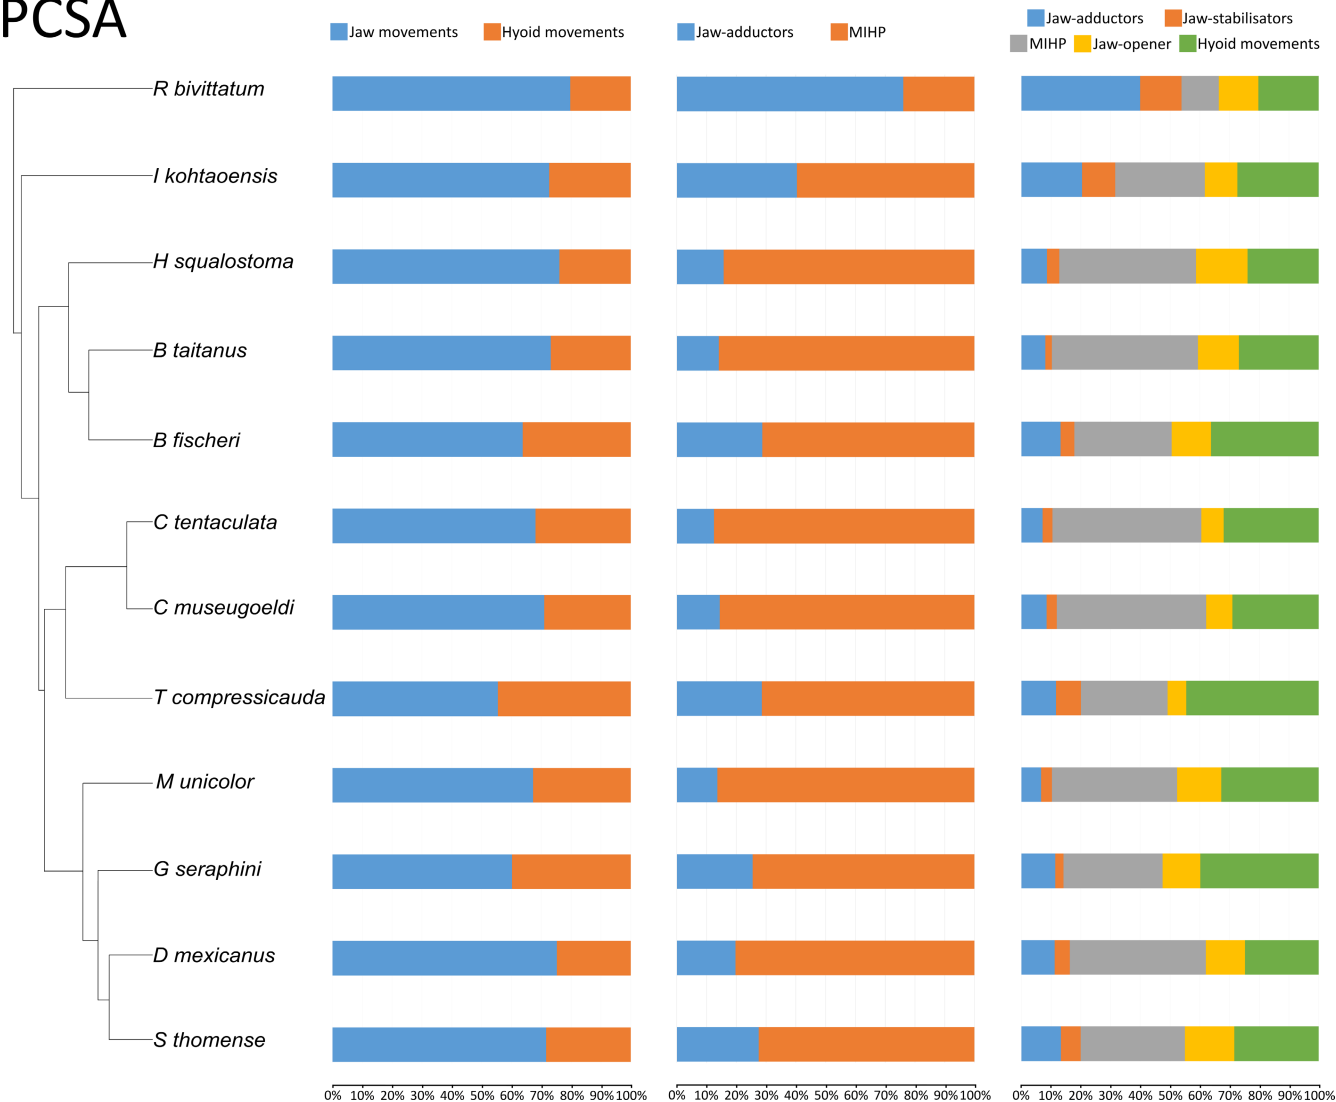 PCSA
Jaw movements Hyoid movements
Jaw-adductors MIHP
Jaw-adductors Jaw-stabilisators
MIHP Jaw-opener Hyoid movements
R bivittatum
I kohtaoensis
H squalostoma
B taitanus
B fischeri
C tentaculata
C museugoeldi
T compressicauda
M unicolor
G seraphini
D mexicanus
S thomense
0% 10% 20% 30% 40% 50% 60% 70% 80% 90% 100%
0% 10% 20% 30% 40% 50% 60% 70% 80% 90% 100%
0% 10% 20% 30% 40% 50% 60% 70% 80% 90% 100%